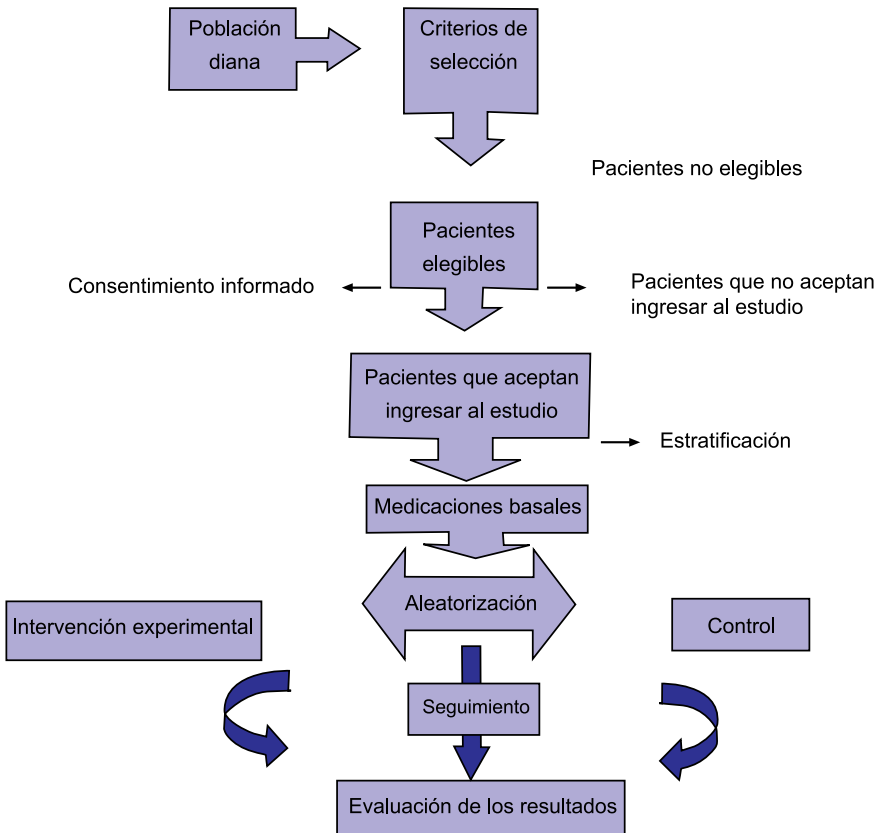 Población
diana
Criterios de
selección
Pacientes no elegibles
Pacientes
elegibles
Consentimiento informado
Pacientes que no aceptan
ingresar al estudio
Pacientes que aceptan
ingresar al estudio
Estratificación
Medicaciones basales
Aleatorización
Intervención experimental
Control
Seguimiento
Evaluación de los resultados